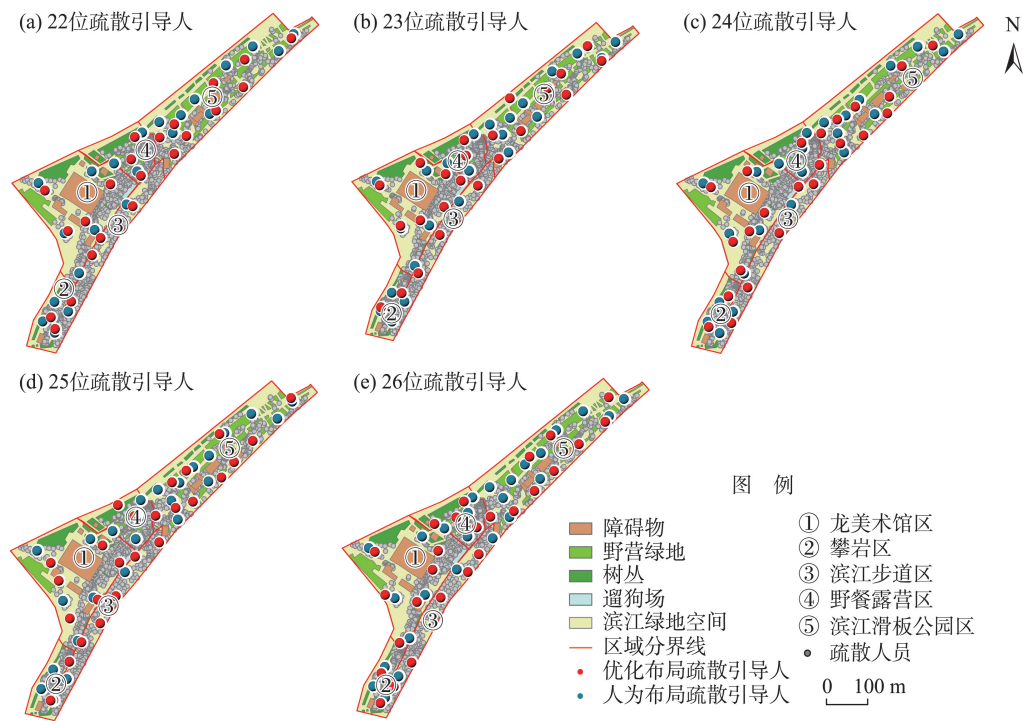 (a) 22位疏散引导人
(b) 23位疏散引导人
(c) 24位疏散引导人
N
⑤
④
①
③
②
⑤
④
①
③
②
⑤
④
①
③
②
(d) 25位疏散引导人
(e) 26位疏散引导人
⑤
④
①
③
②
⑤
④
①
③
②
图 例
障碍物
野营绿地
树丛
遛狗场
滨江绿地空间
区域分界线
优化布局疏散引导人
人为布局疏散引导人
① 龙美术馆区
② 攀岩区
③ 滨江步道区
④ 野餐露营区
⑤ 滨江滑板公园区
疏散人员
0 100 m